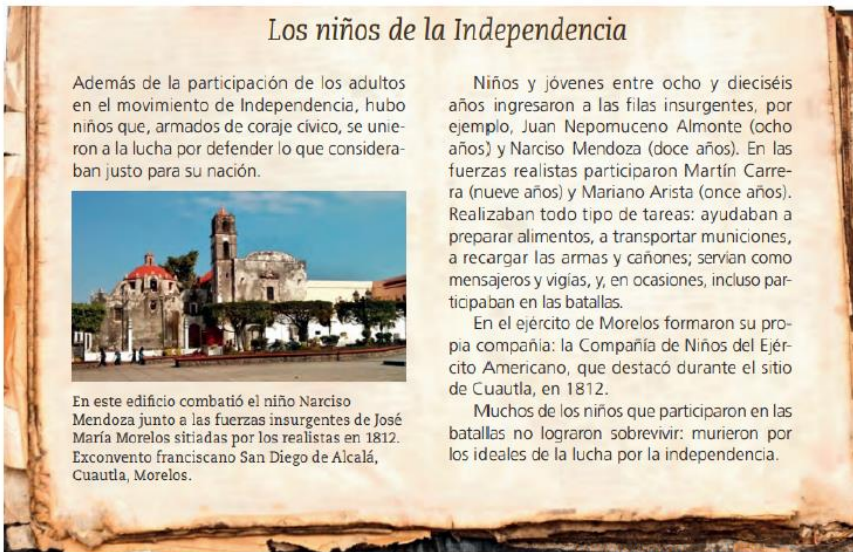 Los niños de la Independencia
Además de la participación de los adultos
en el movimiento de Independencia, hubo
niños que, armados de coraje cívico, se unie-
ron a la lucha por defender lo que considera-
ban justo para su nación.
En este edificio combatió el niño Narciso
Mendoza junto a las fuerzas insurgentes de José
María Morelos sitiadas por los realistas en 1812.
Exconvento franciscano San Diego de Alcalá,
Cuautla, Morelos.
Niños y jóvenes entre ocho y dieciséis
años ingresaron a las filas insurgentes, por
ejemplo, Juan Nepomuceno Almonte (ocho
años) y Narciso Mendoza (doce años). En las
fuerzas realistas participaron Martín Carre-
ra (nueve años) y Mariano Arista (once años).
Realizaban todo tipo de tareas: ayudaban a
preparar alimentos, a transportar municiones,
a recargar las armas y cañones; servían como
mensajeros y vigías, y, en ocasiones, incluso par-
ticipaban en las batallas.
En el ejército de Morelos formaron su pro-
pia compañía: la Compañía de Niños del Ejér-
cito Americano, que destacó durante el sitio
de Cuautla, en 1812.
Muchos de los niños que participaron en las
batallas no lograron sobrevivir: murieron por
los ideales de la lucha por la independencia.